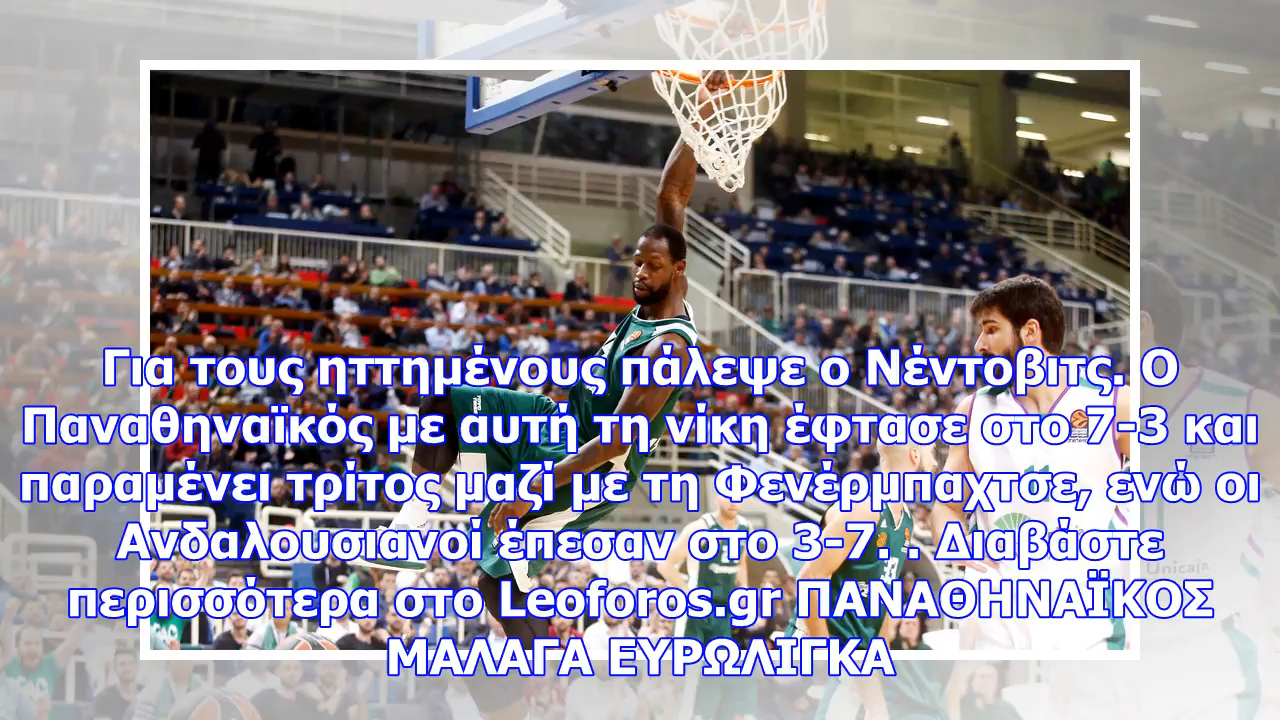 Για τους ηττημένους πάλεψε ο Νέντοβιτς. Ο
Παναθηναϊκός με αυτή τη νίκη έφτασε στο 7-3 και
παραμένει τρίτος μαζί με τη Φενέρμπαχτσε, ενώ οι
Ανδαλουσιανοί έπεσαν στο 3-7. . Διαβάστε
περισσότερα στο Leoforos.gr ΠΑΝΑΘΗΝΑΪΚΟΣ
ΜΑΛΑΓΑ ΕΥΡΩΛΙΓΚΑ
Unicaja